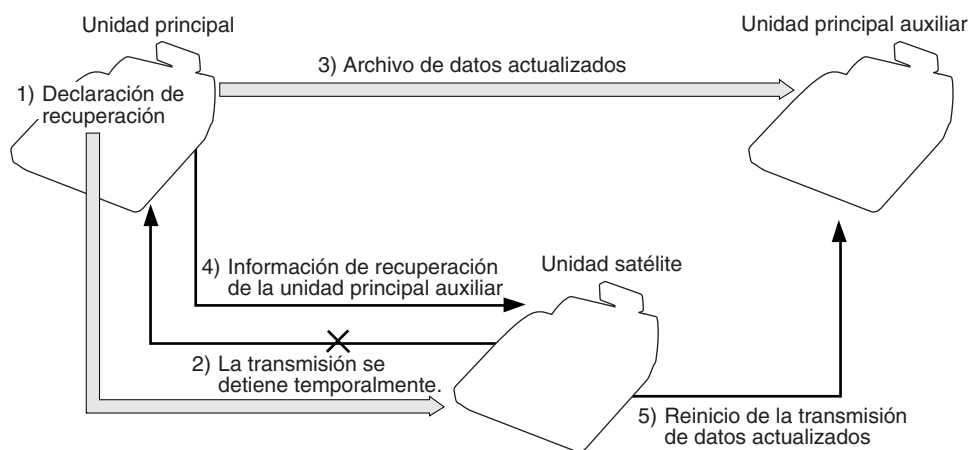 Unidad principal
Unidad principal auxiliar
3) Archivo de datos actualizados
1) Declaración de
recuperación
4) Información de recuperación
de la unidad principal auxiliar
Unidad satélite
2) La transmisión se
detiene temporalmente.
5) Reinicio de la transmisión
de datos actualizados